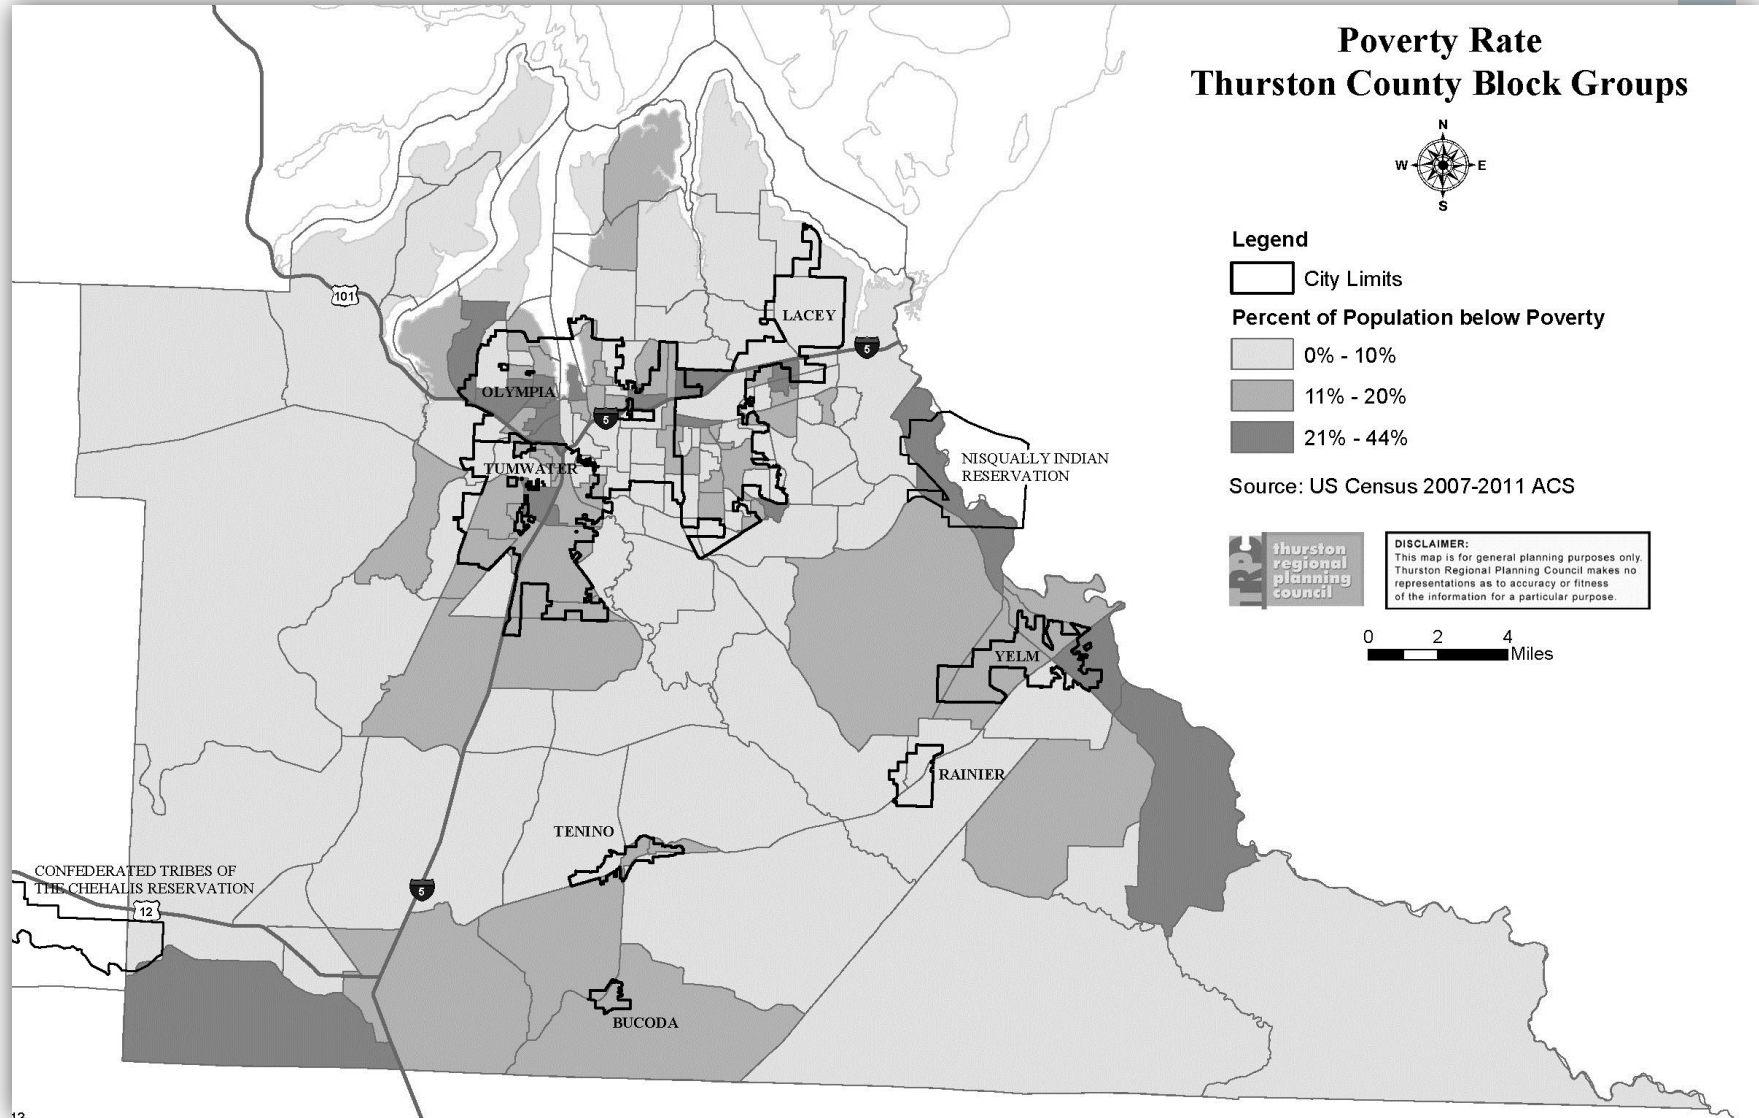 Poverty Rate
Thurston County Block Groups
N
W
E
S
Legend
City Limits
Percent of Population below Poverty
0% - 10%
11% - 20%
21% - 44%
Source: US Census 2007-2011 ACS
TRPC
thurston
regional
planning
council
DISCLAIMER:
This map is for general planning purposes only.
Thurston Regional Planning Council makes no
representations as to accuracy or fitness
of the information for a particular purpose.
0 2 4
Miles
101
LACEY
5
OLYMPIA
5
TUMWATER
NISQUALLY INDIAN
RESERVATION
YELM
RAINIER
TENINO
CONFEDERATED TRIBES OF
THE CHEHALIS RESERVATION
5
12
BUCODA
13